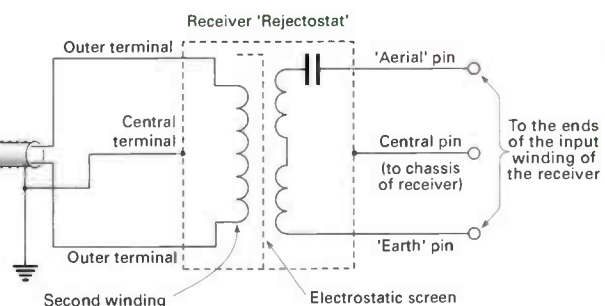 Receiver 'Rejectostat'
Outer terminal
Central
terminal
Outer terminal
Second winding
Electrostatic screen
'Aerial' pin
Central pin
(to chassis
of receiver)
'Earth' pin
To the ends
of the input
winding of
the receiver